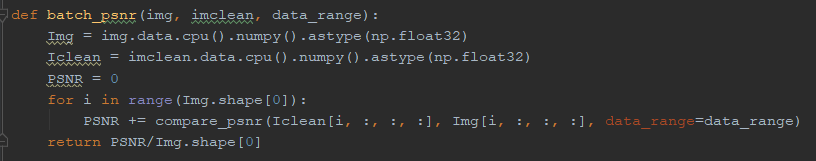 def batch_psnr(img, imclean, data_range):
    Img = img.data.cpu().numpy().astype(np.float32)
    Iclean = imclean.data.cpu().numpy().astype(np.float32)
    PSNR = 0
    for i in range(Img.shape[0]):
        PSNR += compare_psnr(Iclean[i, :, :, :], Img[i, :, :, :], data_range=data_range)
    return PSNR/Img.shape[0]